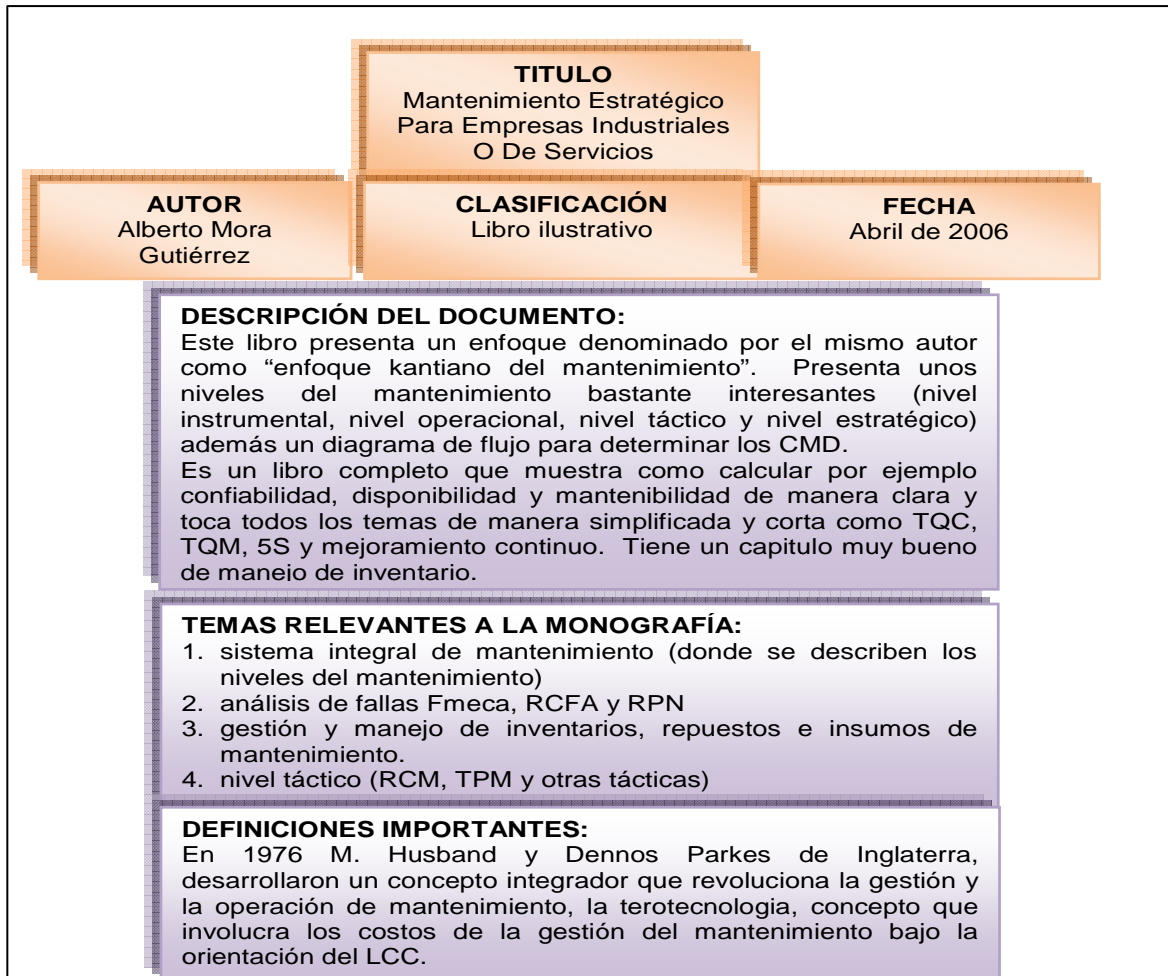 TITULO
Mantenimiento Estratégico
Para Empresas Industriales
O De Servicios
AUTOR
Alberto Mora
Gutiérrez
CLASIFICACIÓN
Libro ilustrativo
FECHA
Abril de 2006
DESCRIPCIÓN DEL DOCUMENTO:
Este libro presenta un enfoque denominado por el mismo autor
como “enfoque kantiano del mantenimiento”. Presenta unos
niveles del mantenimiento bastante interesantes (nivel
instrumental, nivel operacional, nivel táctico y nivel estratégico)
además un diagrama de flujo para determinar los CMD.
Es un libro completo que muestra como calcular por ejemplo
confiabilidad, disponibilidad y mantenibilidad de manera clara y
toca todos los temas de manera simplificada y corta como TQC,
TQM, 5S y mejoramiento continuo. Tiene un capitulo muy bueno
de manejo de inventario.
TEMAS RELEVANTES A LA MONOGRAFÍA:
1. sistema integral de mantenimiento (donde se describen los
niveles del mantenimiento)
2. análisis de fallas Fmeca, RCFA y RPN
3. gestión y manejo de inventarios, repuestos e insumos de
mantenimiento.
4. nivel táctico (RCM, TPM y otras tácticas)
DEFINICIONES IMPORTANTES:
En 1976 M. Husband y Dennos Parkes de Inglaterra,
desarrollaron un concepto integrador que revoluciona la gestión y
la operación de mantenimiento, la terotecnologia, concepto que
involucra los costos de la gestión del mantenimiento bajo la
orientación del LCC.